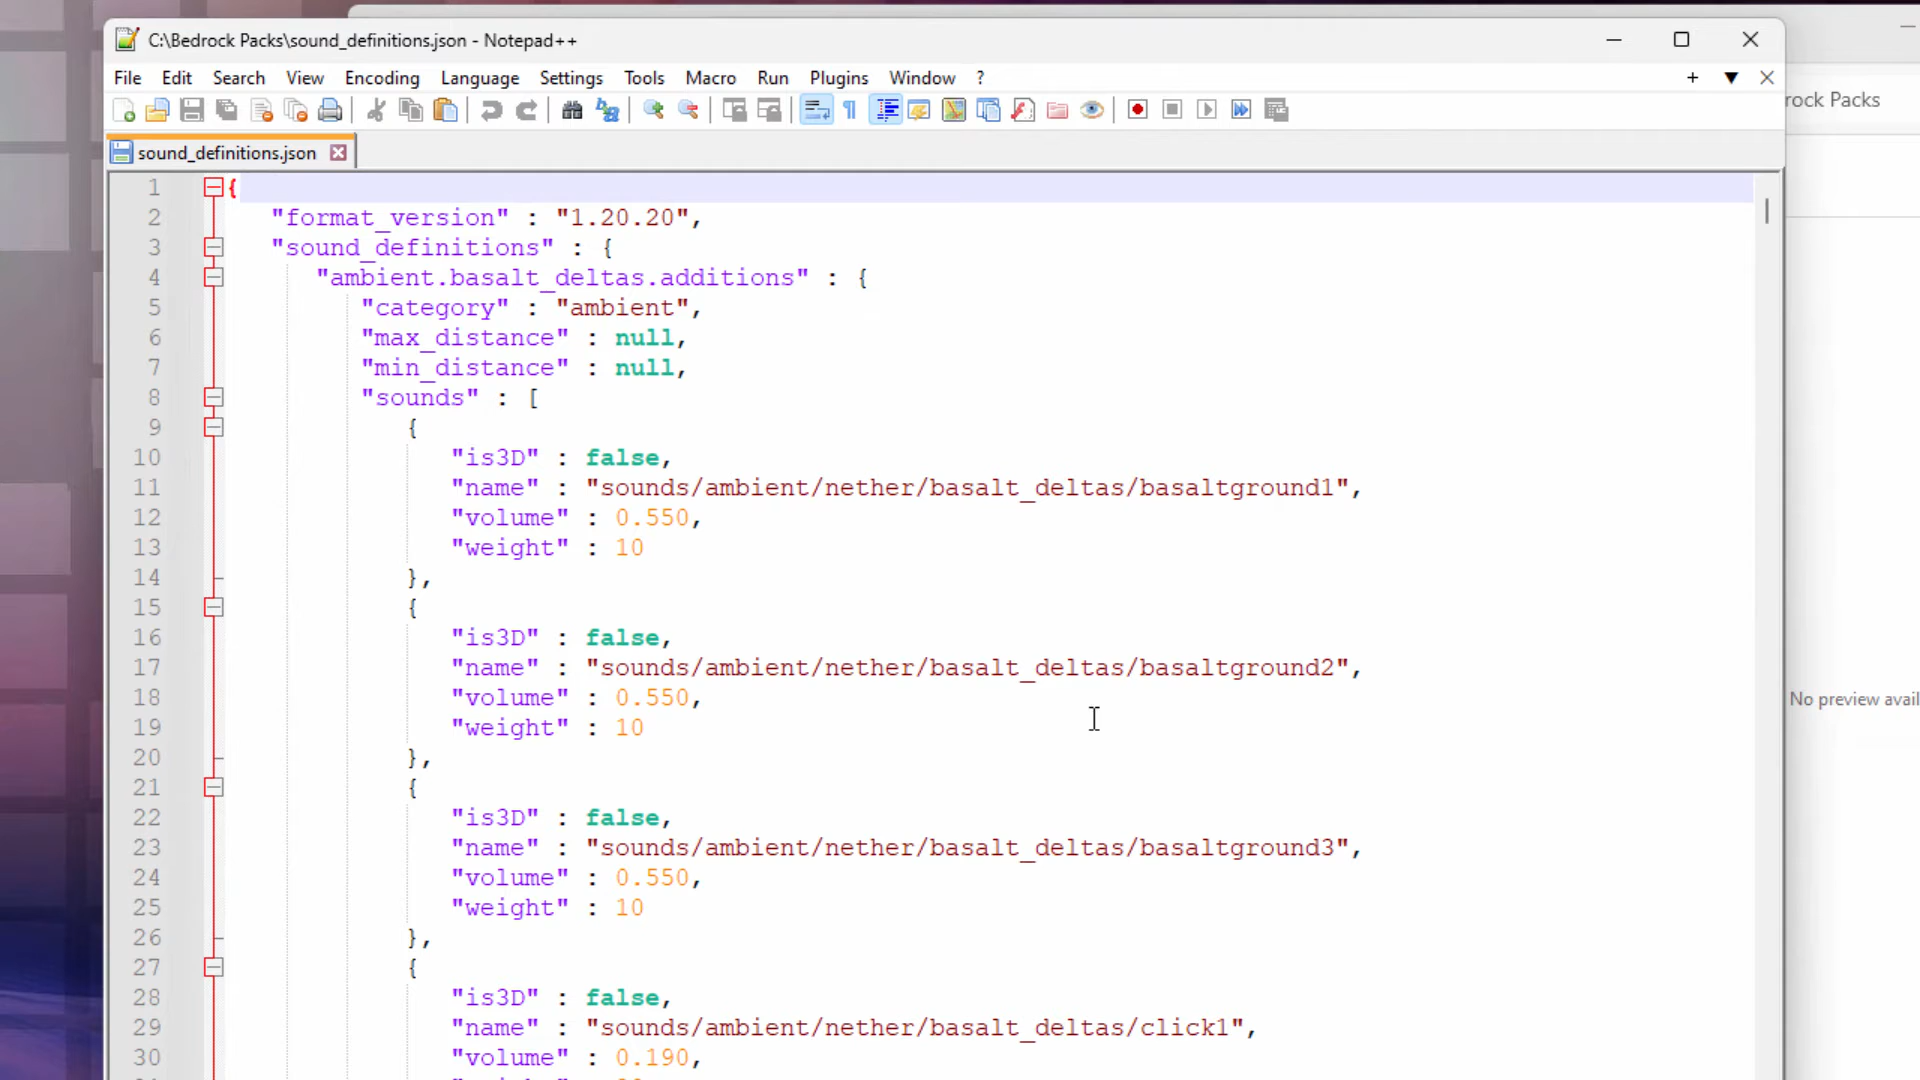 C:\Bedrock Packs\sound_definitions.json - Notepad++
File Edit Search View Encoding Language Settings Tools Macro Run Plugins Window ?
rock Packs
sound_definitions.json
1 {
2 "format_version" : "1.20.20",
3 "sound_definitions" : {
4 "ambient.basalt_deltas.additions" : {
5 "category" : "ambient",
6 "max_distance" : null,
7 "min_distance" : null,
8 "sounds" : [
9 {
10 "is3D" : false,
11 "name" : "sounds/ambient/nether/basalt_deltas/basaltground1",
12 "volume" : 0.550,
13 "weight" : 10
14 },
15 {
16 "is3D" : false,
17 "name" : "sounds/ambient/nether/basalt_deltas/basaltground2",
18 "volume" : 0.550,
No preview avail
19 "weight" : 10
20 },
21 {
22 "is3D" : false,
23 "name" : "sounds/ambient/nether/basalt_deltas/basaltground3",
24 "volume" : 0.550,
25 "weight" : 10
26 },
27 {
28 "is3D" : false,
29 "name" : "sounds/ambient/nether/basalt_deltas/click1",
30 "volume" : 0.190,